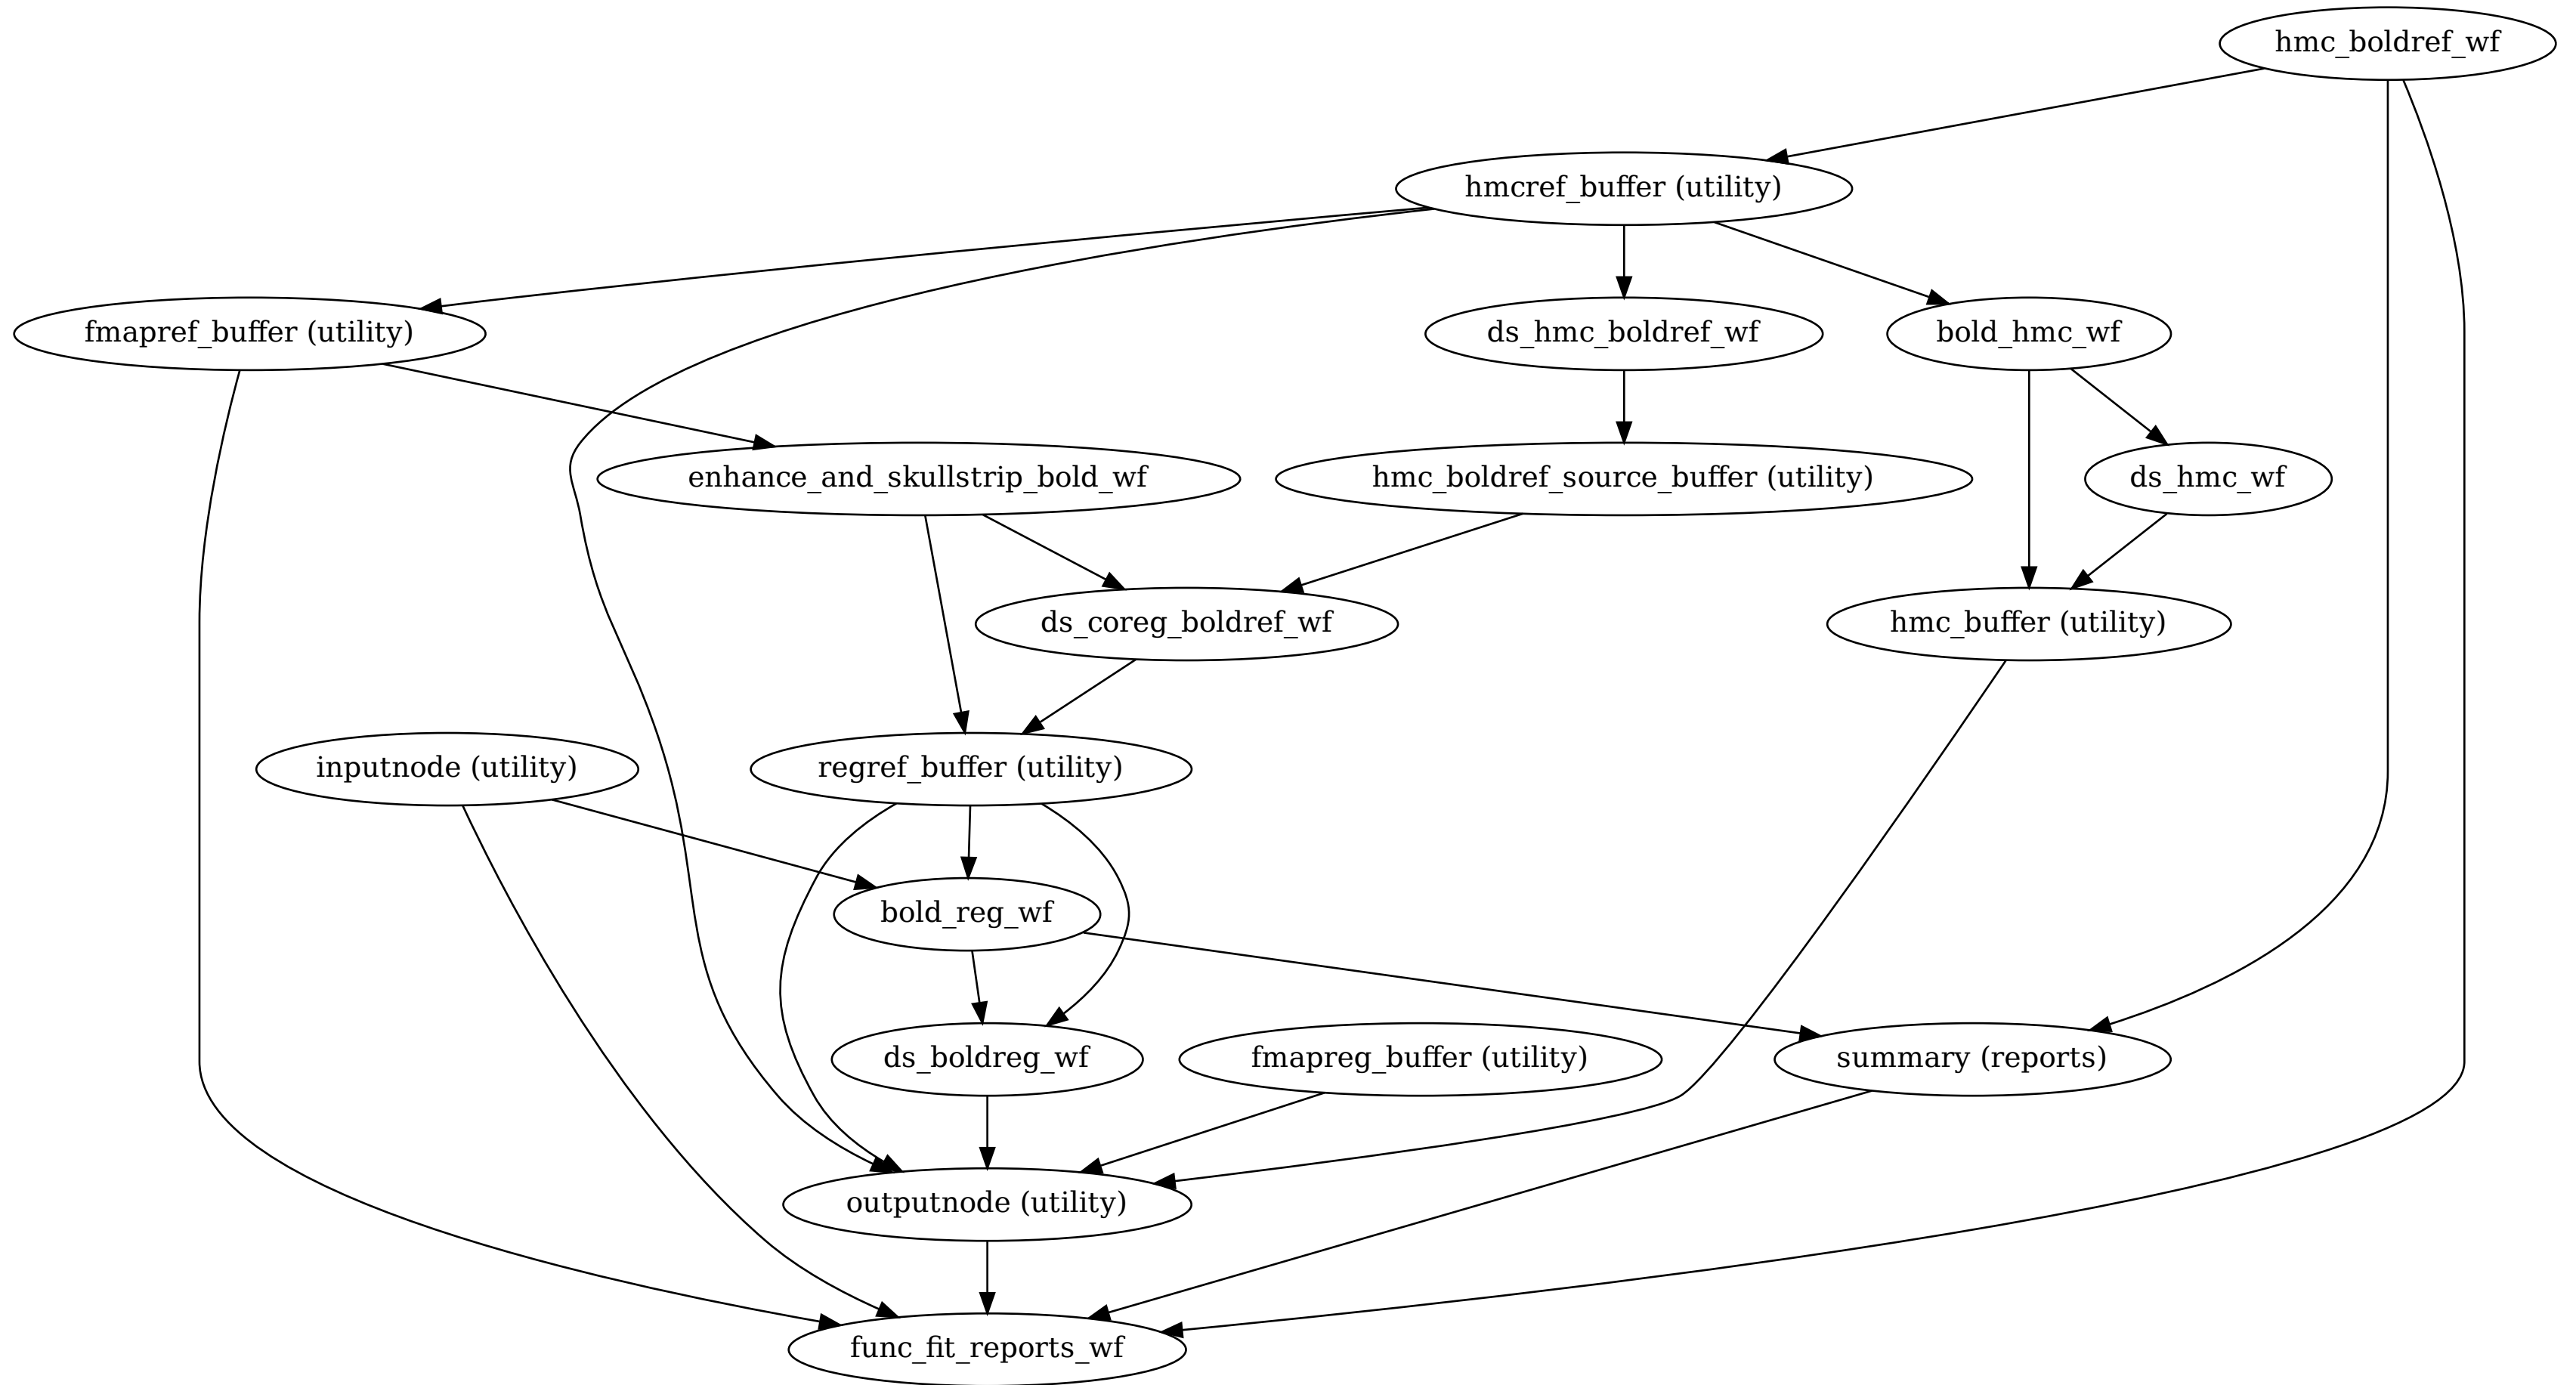 hmc_boldref_wf
hmcref_buffer (utility)
fmapref_buffer (utility)
ds_hmc_boldref_wf
bold_hmc_wf
enhance_and_skullstrip_bold_wf
hmc_boldref_source_buffer (utility)
ds_hmc_wf
ds_coreg_boldref_wf
hmc_buffer (utility)
inputnode (utility)
regref_buffer (utility)
bold_reg_wf
ds_boldreg_wf
fmapreg_buffer (utility)
summary (reports)
outputnode (utility)
func_fit_reports_wf